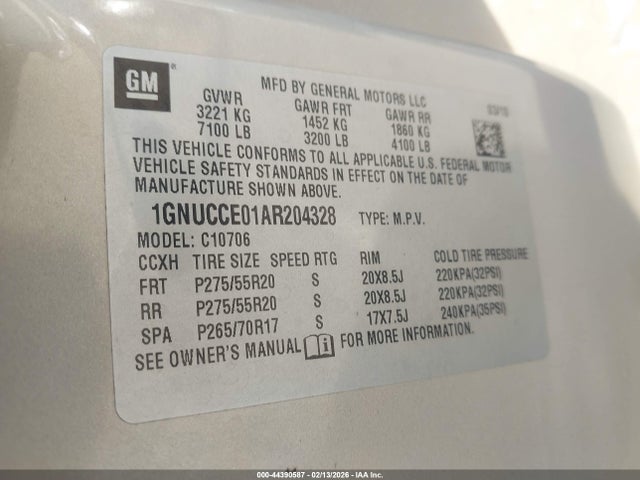 GM
MFD BY GENERAL MOTORS LLC
03/10
GVWR GAWR FRT GAWR RR
3221 KG 1452 KG 1860 KG
7100 LB 3200 LB 4100 LB
THIS VEHICLE CONFORMS TO ALL APPLICABLE U.S. FEDERAL MOTOR
VEHICLE SAFETY STANDARDS IN EFFECT ON THE DATE OF
MANUFACTURE SHOWN ABOVE.
1GNUCCE01AR204328 TYPE: M.P.V.
MODEL: C10706
CCXH TIRE SIZE SPEED RTG RIM COLD TIRE PRESSURE
FRT P275/55R20 S 20X8.5J 220KPA(32PSI)
RR P275/55R20 S 20X8.5J 220KPA(32PSI)
SPA P265/70R17 S 17X7.5J 240KPA(35PSI)
SEE OWNER'S MANUAL FOR MORE INFORMATION.
000-44390587 - 02/13/2026 - IAA Inc.